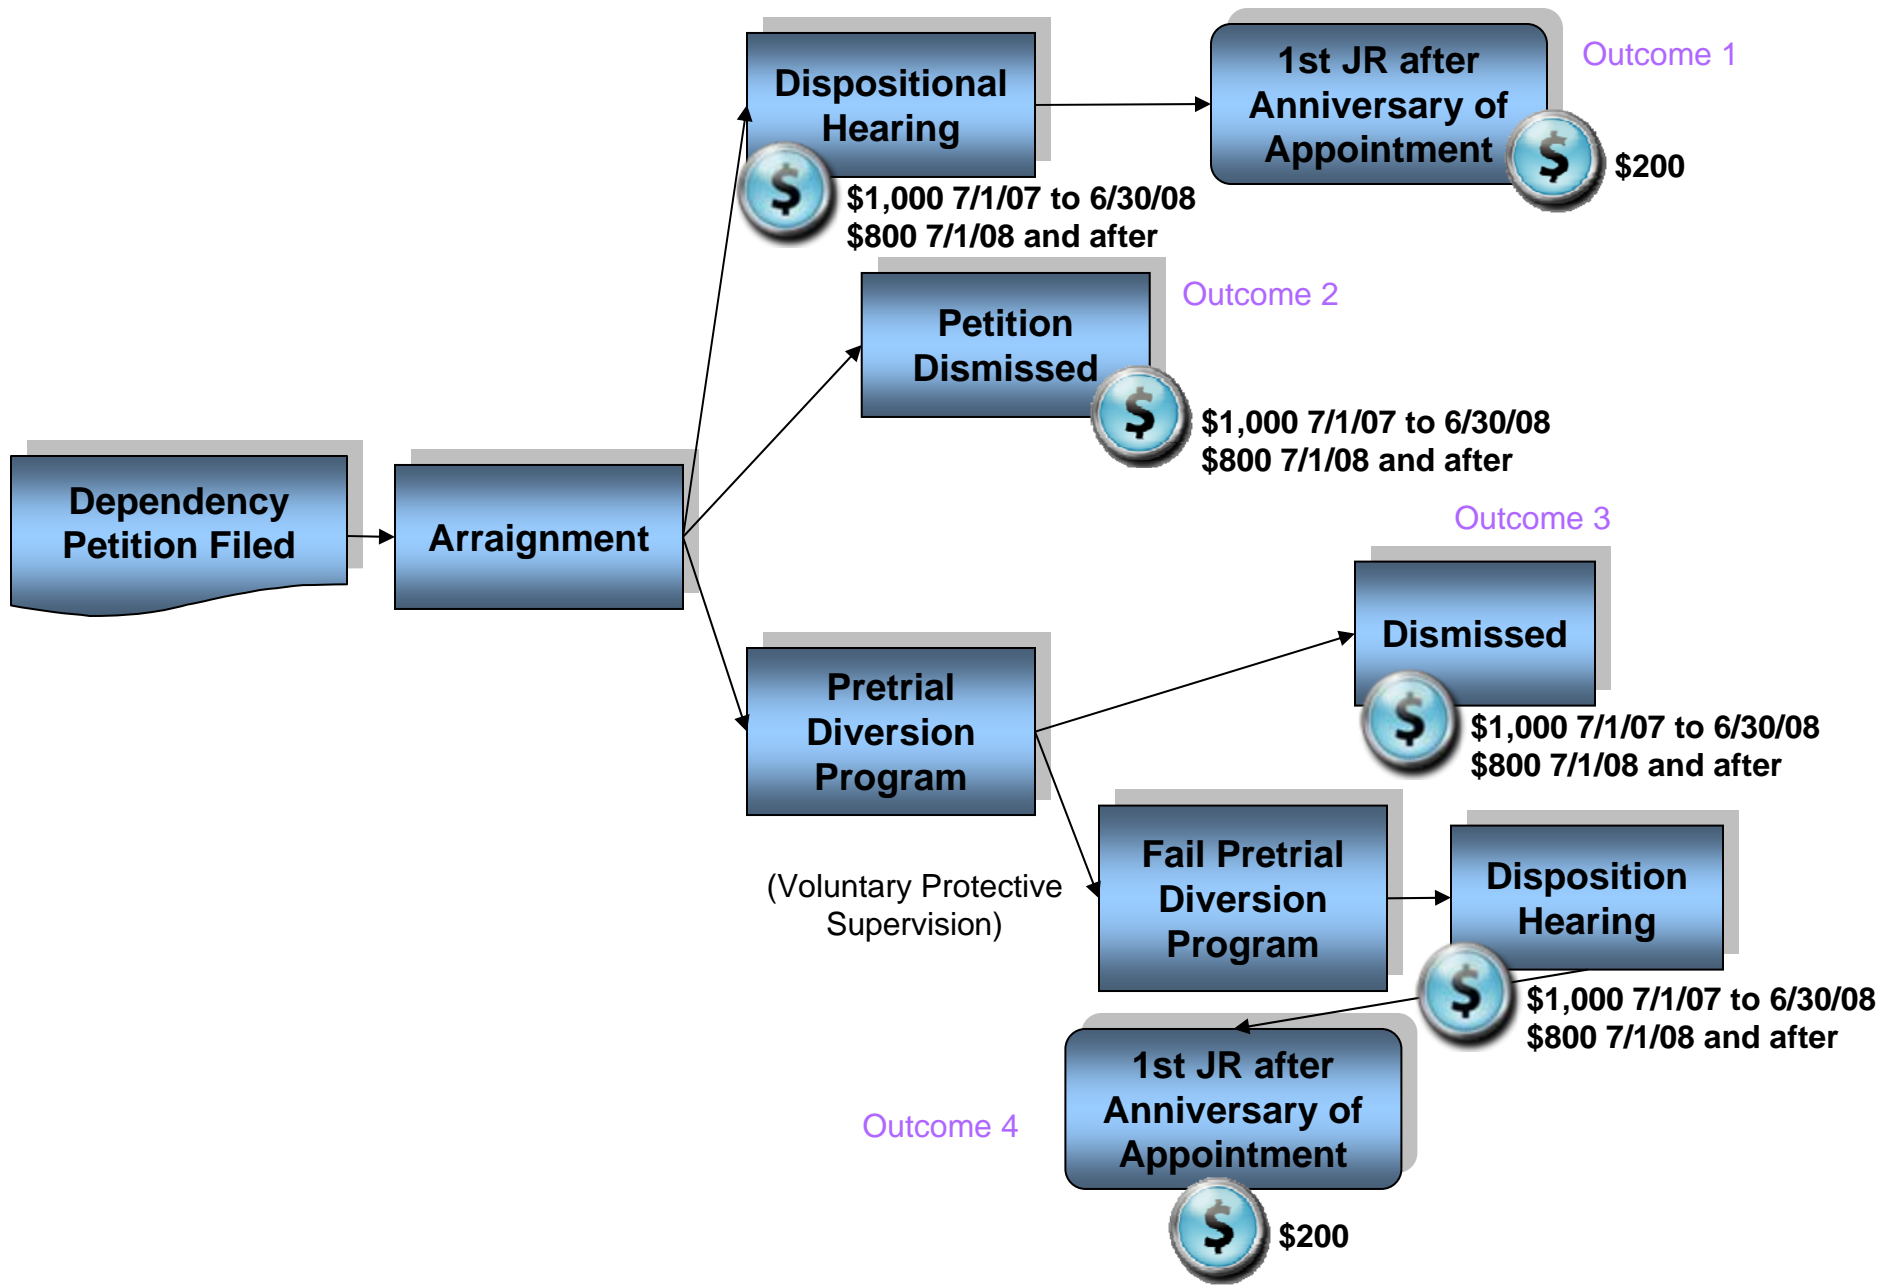 Dispositional
Hearing
$1,000 7/1/07 to 6/30/08
$800 7/1/08 and after
1st JR after
Anniversary of
Appointment
$200
Outcome 1
Petition
Dismissed
$1,000 7/1/07 to 6/30/08
$800 7/1/08 and after
Outcome 2
Dependency
Petition Filed
Arraignment
Outcome 3
Dismissed
$1,000 7/1/07 to 6/30/08
$800 7/1/08 and after
Pretrial
Diversion
Program
(Voluntary Protective
Supervision)
Fail Pretrial
Diversion
Program
Disposition
Hearing
$1,000 7/1/07 to 6/30/08
$800 7/1/08 and after
Outcome 4
1st JR after
Anniversary of
Appointment
$200